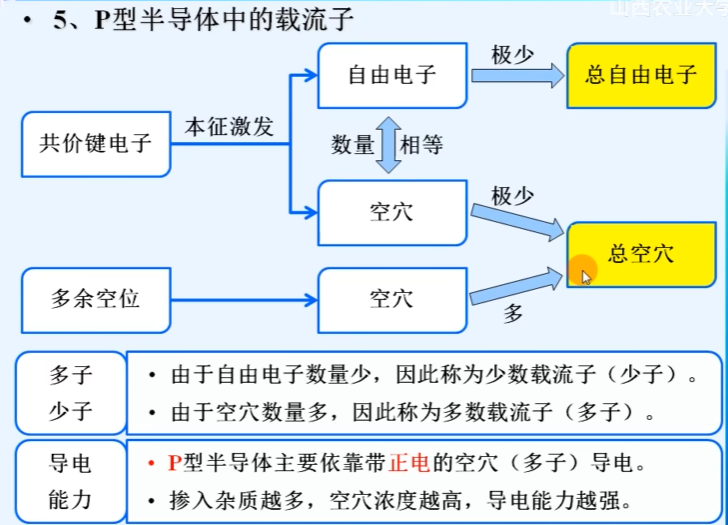 山西农业大学
• 5、P型半导体中的载流子
自由电子
极少
总自由电子
共价键电子
本征激发
数量
相等
空穴
极少
总空穴
多余空位
空穴
多
多子
少子
• 由于自由电子数量少，因此称为少数载流子（少子）。
• 由于空穴数量多，因此称为多数载流子（多子）。
导电
能力
• P型半导体主要依靠带正电的空穴（多子）导电。
• 掺入杂质越多，空穴浓度越高，导电能力越强。